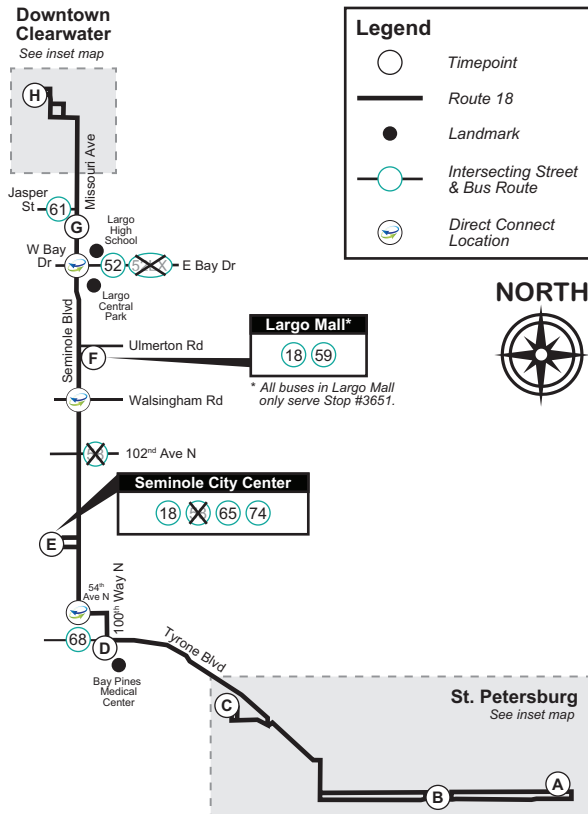 Downtown
Clearwater
See inset map
H
Missouri Ave
Jasper
St
61
G
Largo
High
School
W Bay
Dr
52
E Bay Dr
Largo
Central
Park
Seminole Blvd
Ulmerton Rd
F
Largo Mall*
18 59
* All buses in Largo Mall
only serve Stop #3651.
Walsingham Rd
102nd Ave N
Seminole City Center
18 65 74
E
54th
Ave N
100th Way N
68
D
Bay Pines
Medical
Center
Tyrone Blvd
C
St. Petersburg
See inset map
A
B
Legend
Timepoint
Route 18
Landmark
Intersecting Street
& Bus Route
Direct Connect
Location
NORTH